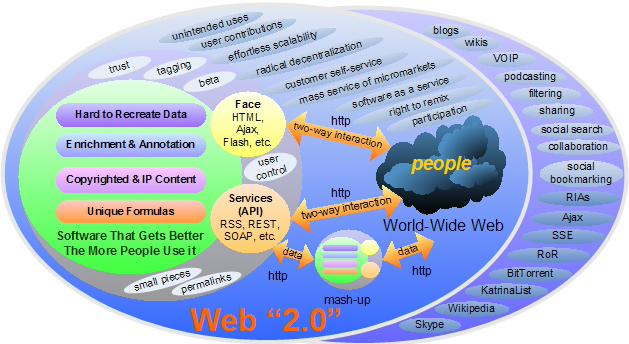 unintended uses
user contributions
effortless scalability
radical decentralization
customer self-service
mass service of micromarkets
software as a service
right to remix
participation
trust
tagging
beta
Hard to Recreate Data
Enrichment & Annotation
Copyrighted & IP Content
Unique Formulas
Software That Gets Better
The More People Use it
Face
HTML,
Ajax,
Flash, etc.
user
control
Services
(API)
RSS, REST,
SOAP, etc.
small pieces
permalinks
http
two-way interaction
http
two-way interaction
people
World-Wide Web
data
http
mash-up
data
http
Web “2.0”
blogs
wikis
VOIP
podcasting
filtering
sharing
social search
collaboration
social
bookmarking
RIAs
Ajax
SSE
RoR
BitTorrent
KatrinaList
Wikipedia
Skype